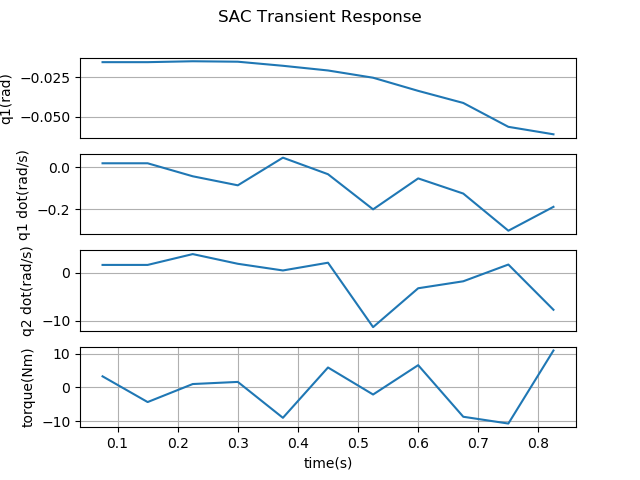 SAC Transient Response
q1(rad)
−0.025
−0.050
q1 dot(rad/s)
0.0
−0.2
q2 dot(rad/s)
0
−10
torque(Nm)
10
0
−10
0.1 0.2 0.3 0.4 0.5 0.6 0.7 0.8
time(s)